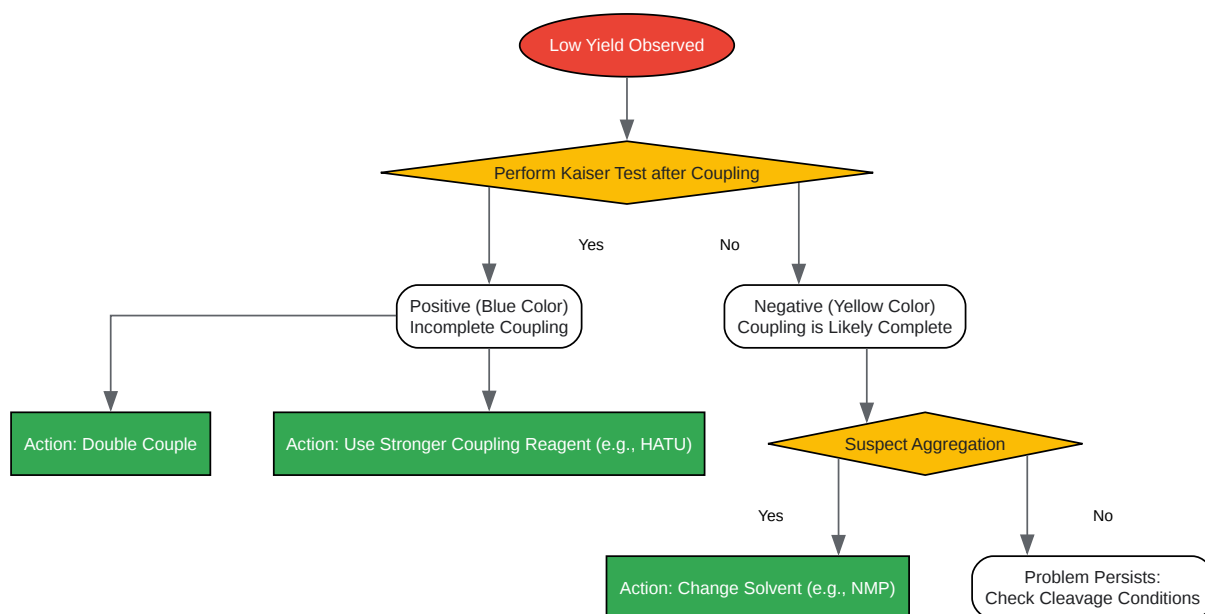 Low Yield Observed
Perform Kaiser Test after Coupling
Yes
No
Positive (Blue Color)
Incomplete Coupling
Negative (Yellow Color)
Coupling is Likely Complete
Action: Double Couple
Action: Use Stronger Coupling Reagent (e.g., HATU)
Suspect Aggregation
Yes
No
Action: Change Solvent (e.g., NMP)
Problem Persists:
Check Cleavage Conditions